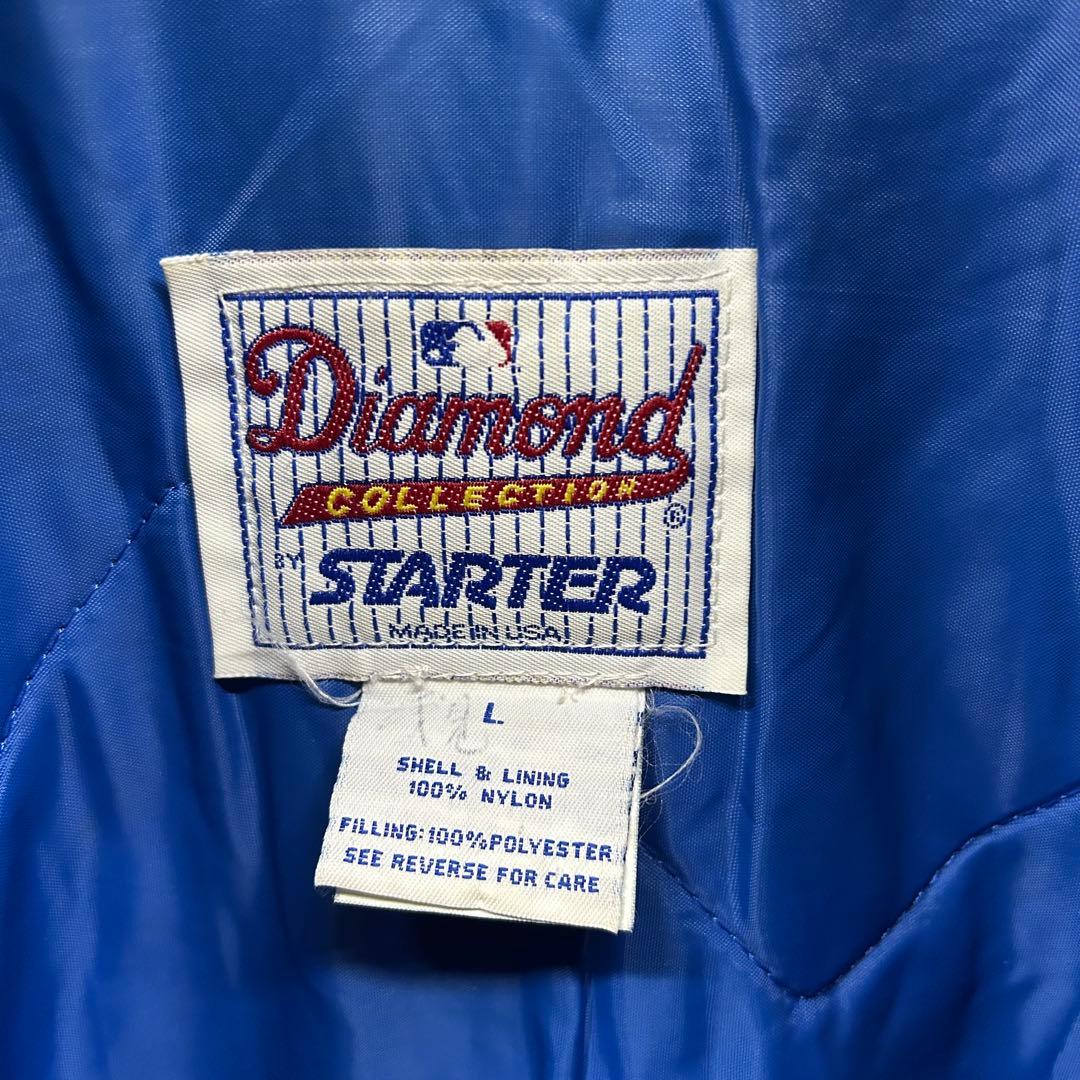 Diamond
COLLECTION
®
BY STARTER
MADE IN USA
L
SHELL & LINING
100% NYLON
FILLING:100%POLYESTER
SEE REVERSE FOR CARE